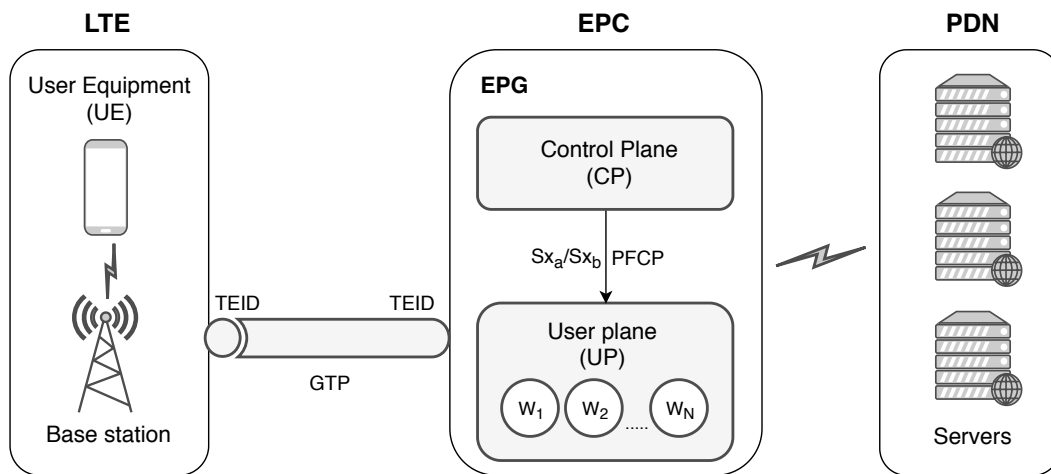 LTE
User Equipment
(UE)
Base station
TEID
TEID
GTP
EPC
EPG
Control Plane
(CP)
Sxa/Sxb PFCP
User plane
(UP)
W1
W2
.....
WN
PDN
Servers